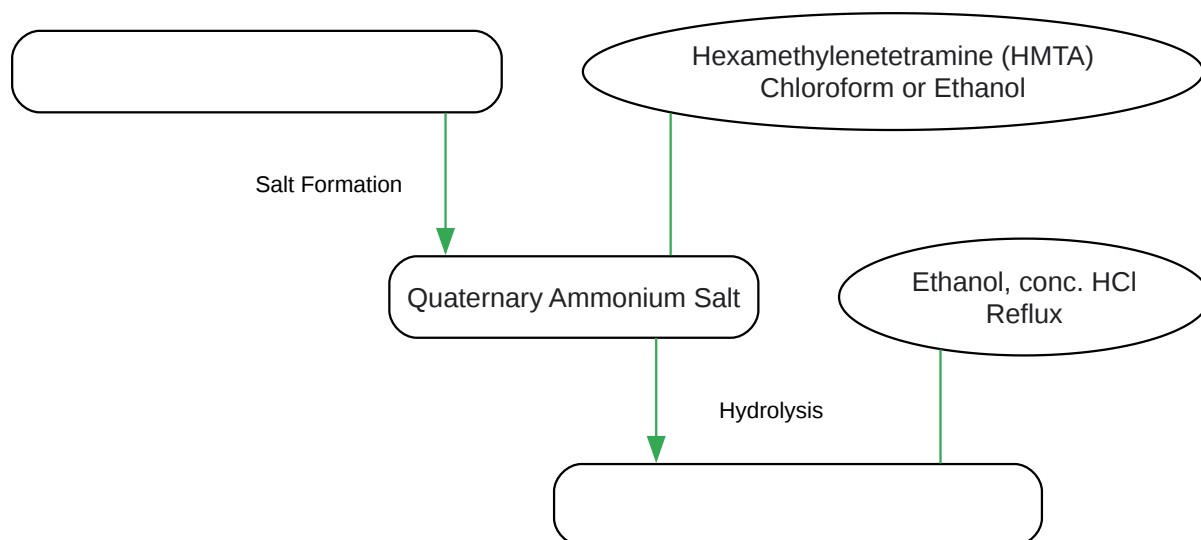 Hexamethylenetetramine (HMTA)
Chloroform or Ethanol
Salt Formation
Quaternary Ammonium Salt
Ethanol, conc. HCl
Reflux
Hydrolysis